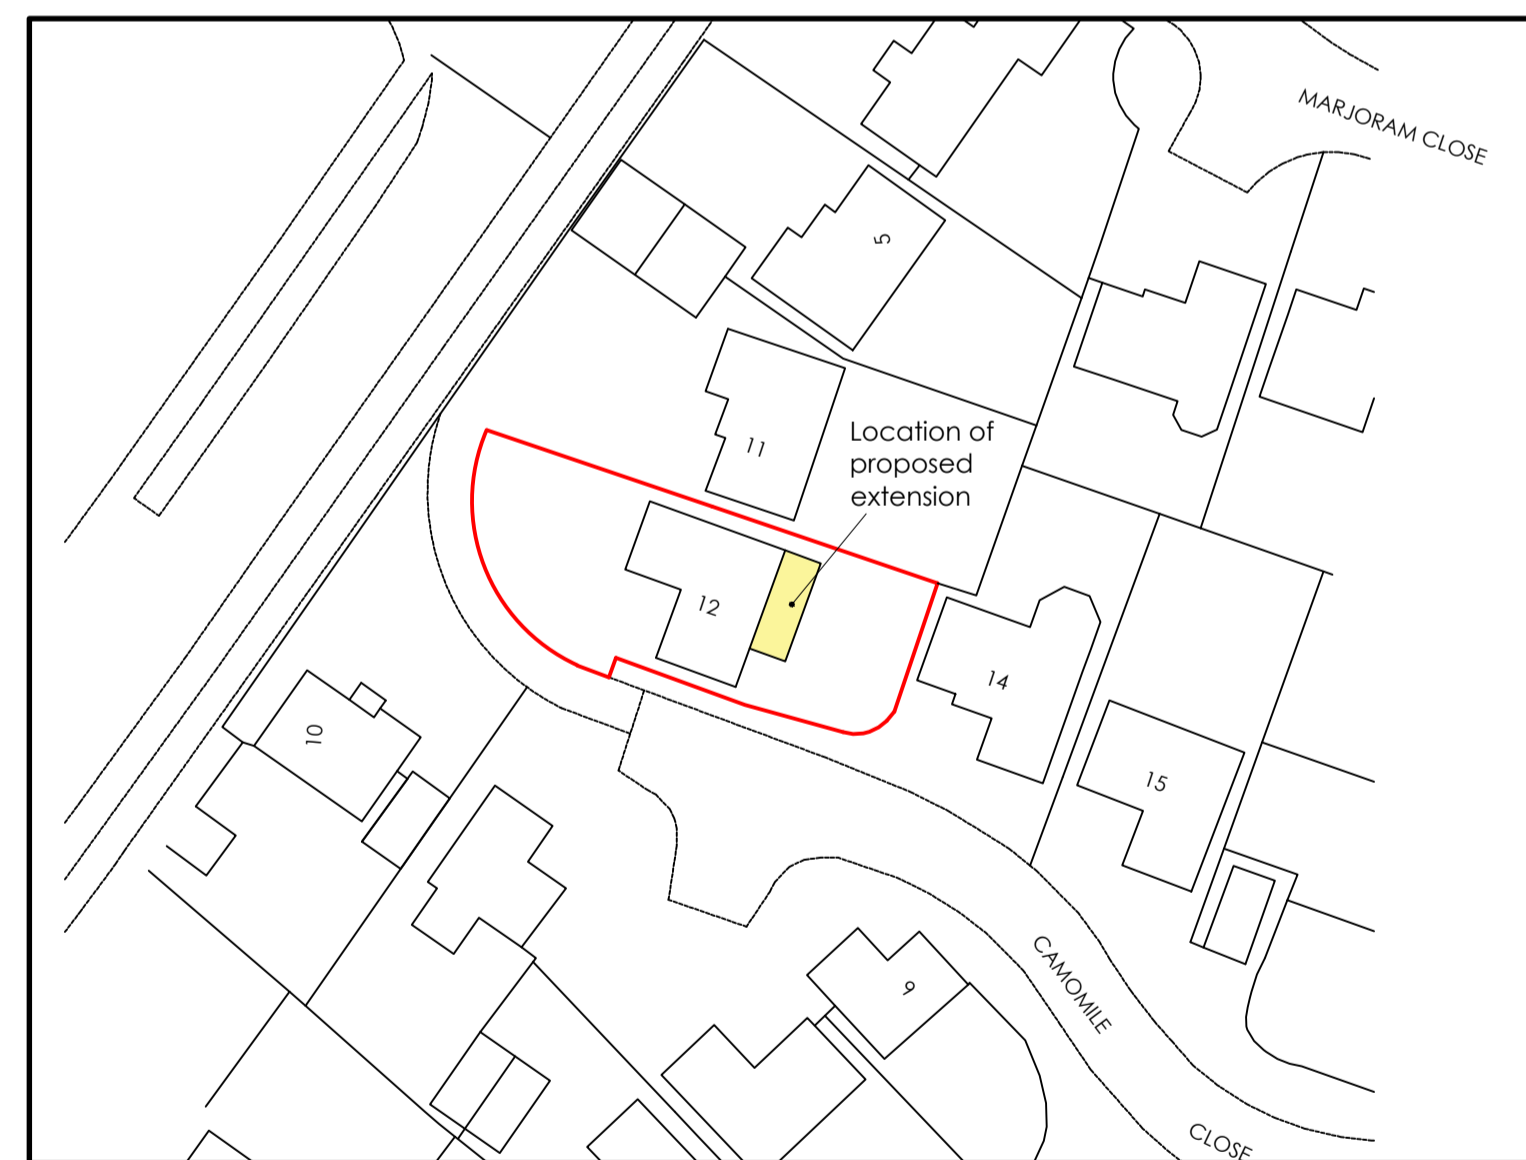 MARJORAM CLOSE
5
11
Location of
proposed
extension
12
14
10
15
9
CAMOMILE
CLOSE